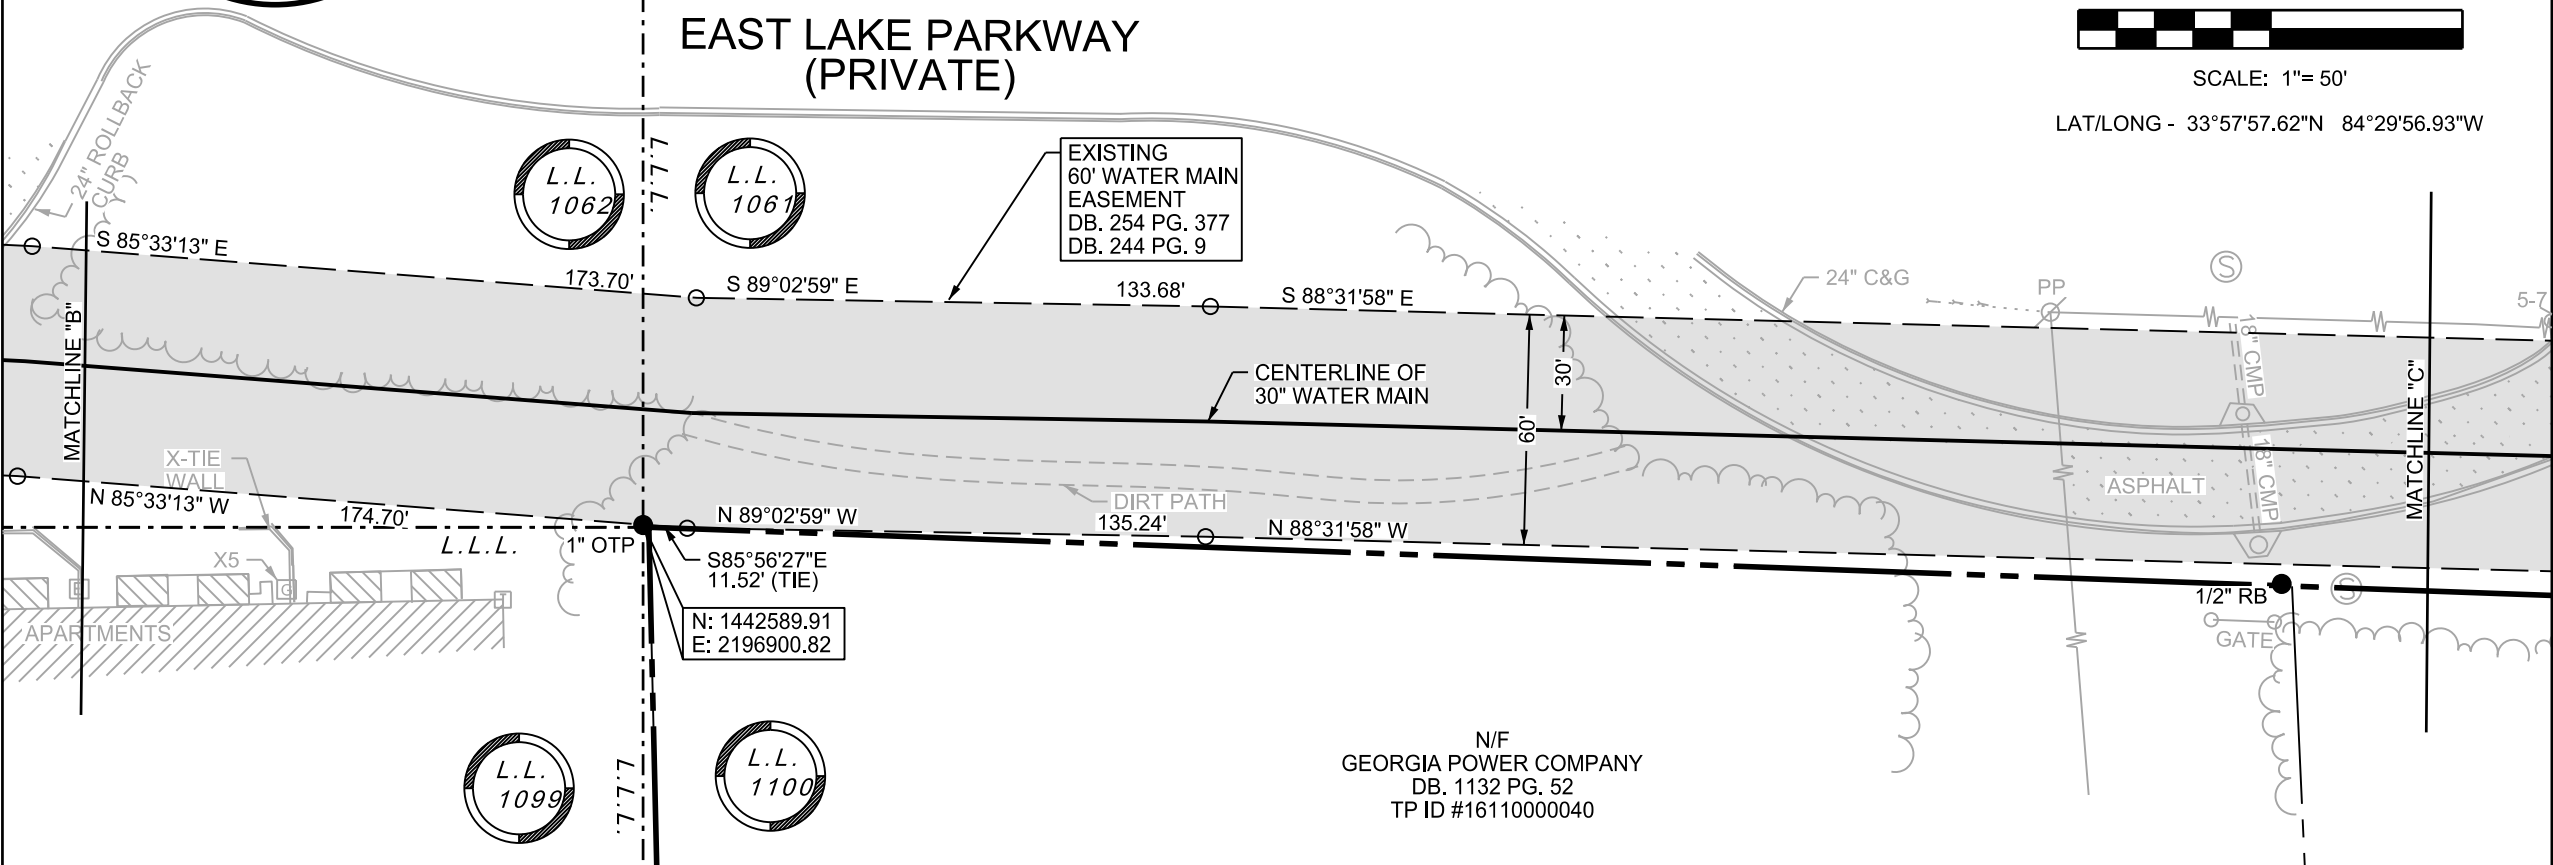 EAST LAKE PARKWAY
(PRIVATE)
SCALE: 1"= 50'
LAT/LONG - 33°57'57.62"N 84°29'56.93"W
24" ROLLBACK
CURB
L.L.
1062
L.L.L.
L.L.
1061
EXISTING
60' WATER MAIN
EASEMENT
DB. 254 PG. 377
DB. 244 PG. 9
S 85°33'13" E
173.70'
S 89°02'59" E
133.68'
S 88°31'58" E
24" C&G
PP
S
5-7
MATCHLINE "B"
CENTERLINE OF
30" WATER MAIN
30'
60'
18" CMP
18" CMP
MATCHLINE "C"
X-TIE
WALL
N 85°33'13" W
174.70'
L.L.L.
1" OTP
N 89°02'59" W
DIRT PATH
135.24'
N 88°31'58" W
ASPHALT
S85°56'27"E
11.52' (TIE)
X5
E
G
T
APARTMENTS
N: 1442589.91
E: 2196900.82
1/2" RB
S
GATE
L.L.
1099
L.L.L.
L.L.
1100
N/F
GEORGIA POWER COMPANY
DB. 1132 PG. 52
TP ID #16110000040